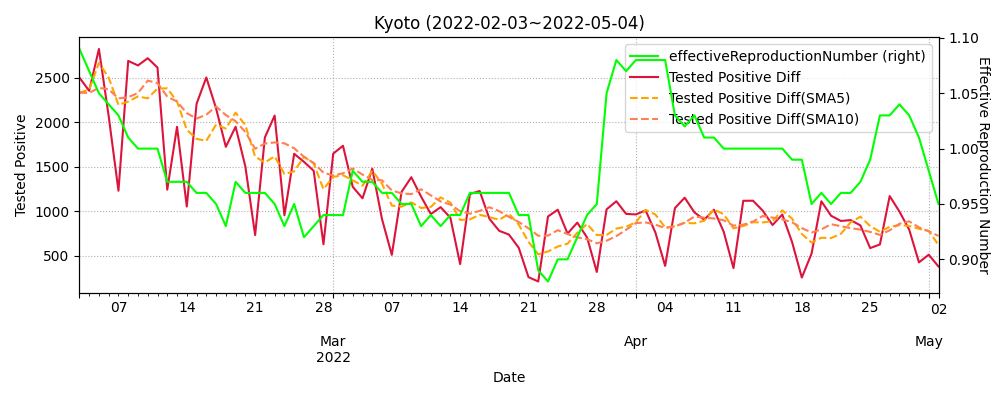 Kyoto (2022-02-03~2022-05-04)
effectiveReproductionNumber (right)
Tested Positive Diff
Tested Positive Diff(SMA5)
Tested Positive Diff(SMA10)
Tested Positive
2500
2000
1500
1000
500
1.10
1.05
1.00
0.95
0.90
Effective Reproduction Number
07 14 21 28 07 14 21 28 04 11 18 25 02
Mar Apr May
2022
Date